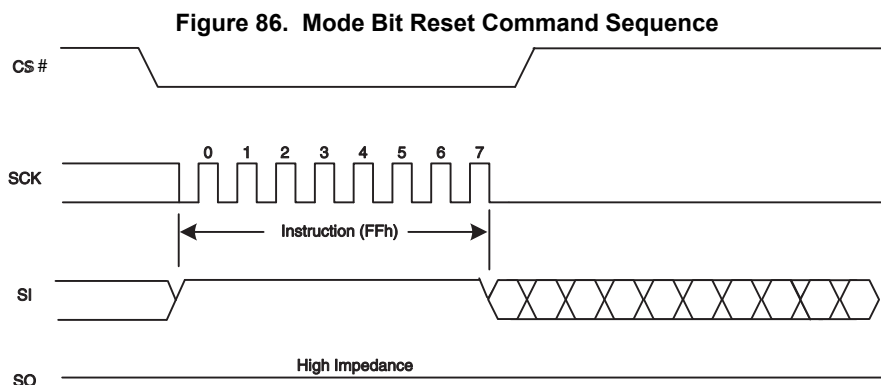 Figure 86. Mode Bit Reset Command Sequence
CS #
0 1 2 3 4 5 6 7
SCK
Instruction (FFh)
SI
High Impedance
SO